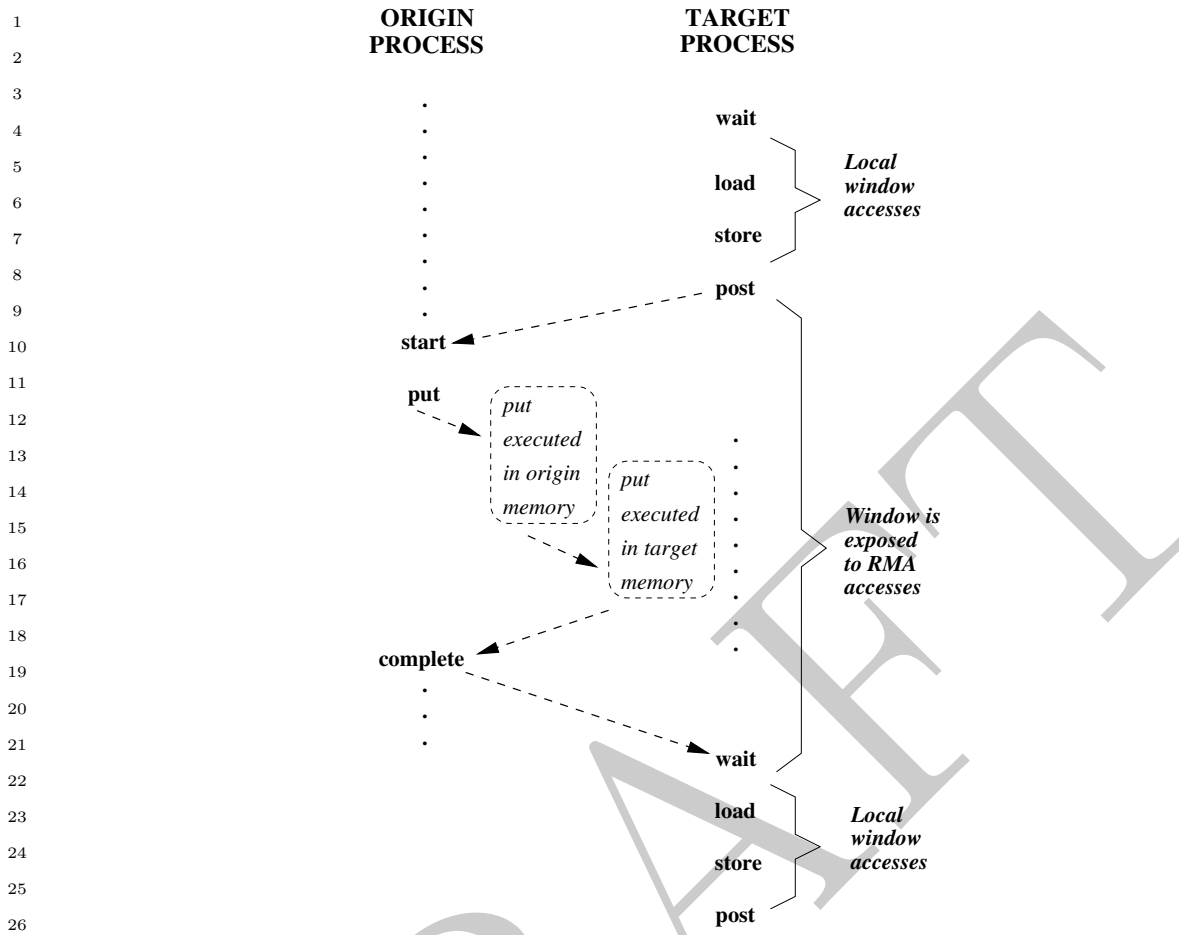 1
ORIGIN
PROCESS
TARGET
PROCESS
2
3
4
wait
5
Local
window
accesses
load
6
7
store
8
post
9
10
start
11
put
put
executed
in origin
memory
12
13
put
executed
in target
memory
14
15
Window is
exposed
to RMA
accesses
16
17
18
complete
19
20
21
wait
22
load
23
Local
window
accesses
24
store
25
post
26
AFT